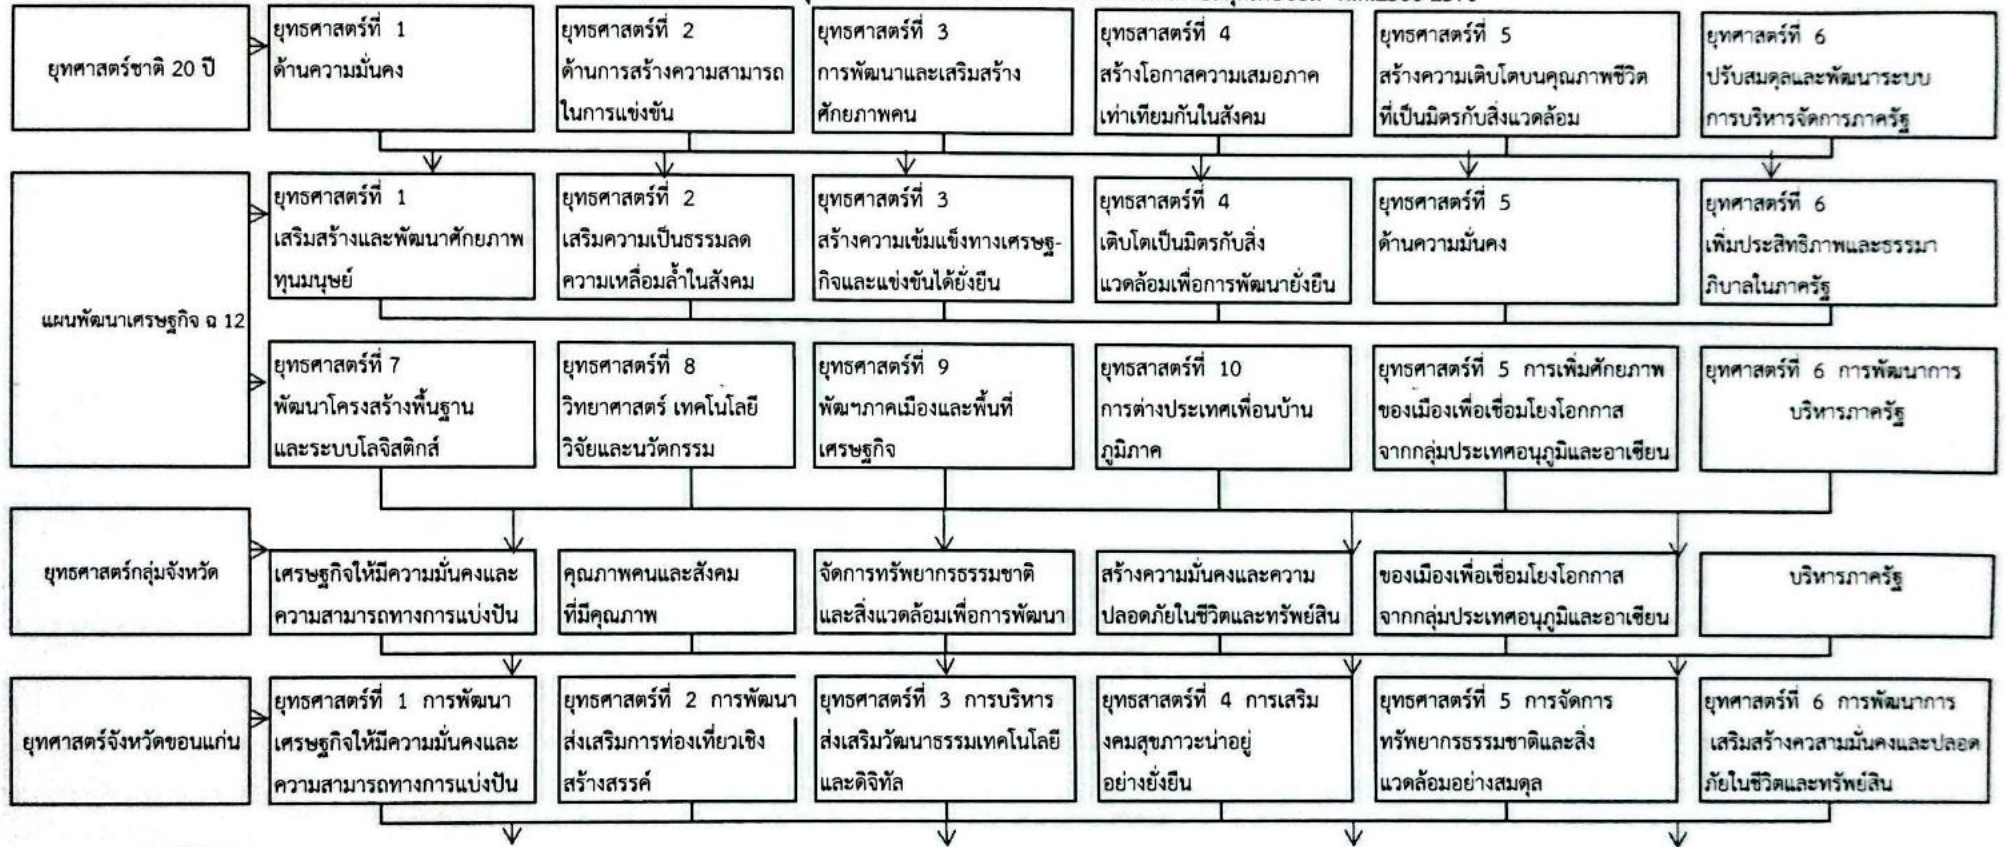 ยุทศาสตร์ชาติ 20 ปี
ยุทธศาสตร์ที่ 1
ด้านความมั่นคง
ยุทธศาสตร์ที่ 2
ด้านการสร้างความสามารถ
ในการแข่งขัน
ยุทธศาสตร์ที่ 3
การพัฒนาและเสริมสร้าง
ศักยภาพคน
ยุทธสาสตร์ที่ 4
สร้างโอกาสความเสมอภาค
เท่าเทียมกันในสังคม
ยุทธศาสตร์ที่ 5
สร้างความเติบโตบนคุณภาพชีวิต
ที่เป็นมิตรกับสิ่งแวดล้อม
ยุทศาสตร์ที่ 6
ปรับสมดุลและพัฒนาระบบ
การบริหารจัดการภาครัฐ
แผนพัฒนาเศรษฐกิจ ฉ 12
ยุทธศาสตร์ที่ 1
เสริมสร้างและพัฒนาศักยภาพ
ทุนมนุษย์
ยุทธศาสตร์ที่ 2
เสริมความเป็นธรรมลด
ความเหลื่อมล้ำในสังคม
ยุทธศาสตร์ที่ 3
สร้างความเข้มแข็งทางเศรษฐ-
กิจและแข่งขันได้ยั่งยืน
ยุทธสาสตร์ที่ 4
เติบโตเป็นมิตรกับสิ่ง
แวดล้อมเพื่อการพัฒนายั่งยืน
ยุทธศาสตร์ที่ 5
ด้านความมั่นคง
ยุทศาสตร์ที่ 6
เพิ่มประสิทธิภาพและธรรมา
ภิบาลในภาครัฐ
ยุทธศาสตร์ที่ 7
พัฒนาโครงสร้างพื้นฐาน
และระบบโลจิสติกส์
ยุทธศาสตร์ที่ 8
วิทยาศาสตร์ เทคโนโลยี
วิจัยและนวัตกรรม
ยุทธศาสตร์ที่ 9
พัฒฯภาคเมืองและพื้นที่
เศรษฐกิจ
ยุทธสาสตร์ที่ 10
การต่างประเทศเพื่อนบ้าน
ภูมิภาค
ยุทธศาสตร์ที่ 5 การเพิ่มศักยภาพ
ของเมืองเพื่อเชื่อมโยงโอกกาส
จากกลุ่มประเทศอนุภูมิและอาเซียน
ยุทศาสตร์ที่ 6 การพัฒนาการ
บริหารภาครัฐ
ยุทธศาสตร์กลุ่มจังหวัด
เศรษฐกิจให้มีความมั่นคงและ
ความสามารถทางการแบ่งปัน
คุณภาพคนและสังคม
ที่มีคุณภาพ
จัดการทรัพยากรธรรมชาติ
และสิ่งแวดล้อมเพื่อการพัฒนา
สร้างความมั่นคงและความ
ปลอดภัยในชีวิตและทรัพย์สิน
ของเมืองเพื่อเชื่อมโยงโอกกาส
จากกลุ่มประเทศอนุภูมิและอาเซียน
บริหารภาครัฐ
ยุทศาสตร์จังหวัดขอนแก่น
ยุทธศาสตร์ที่ 1 การพัฒนา
เศรษฐกิจให้มีความมั่นคงและ
ความสามารถทางการแบ่งปัน
ยุทธศาสตร์ที่ 2 การพัฒนา
ส่งเสริมการท่องเที่ยวเชิง
สร้างสรรค์
ยุทธศาสตร์ที่ 3 การบริหาร
ส่งเสริมวัฒนาธรรมเทคโนโลยี
และดิจิทัล
ยุทธสาสตร์ที่ 4 การเสริม
งคมสุขภาวะน่าอยู่
อย่างยั่งยืน
ยุทธศาสตร์ที่ 5 การจัดการ
ทรัพยากรธรรมชาติและสิ่ง
แวดล้อมอย่างสมดุล
ยุทศาสตร์ที่ 6 การพัฒนาการ
เสริมสร้างควสามมั่นคงและปลอด
ภัยในชีวิตและทรัพย์สิน